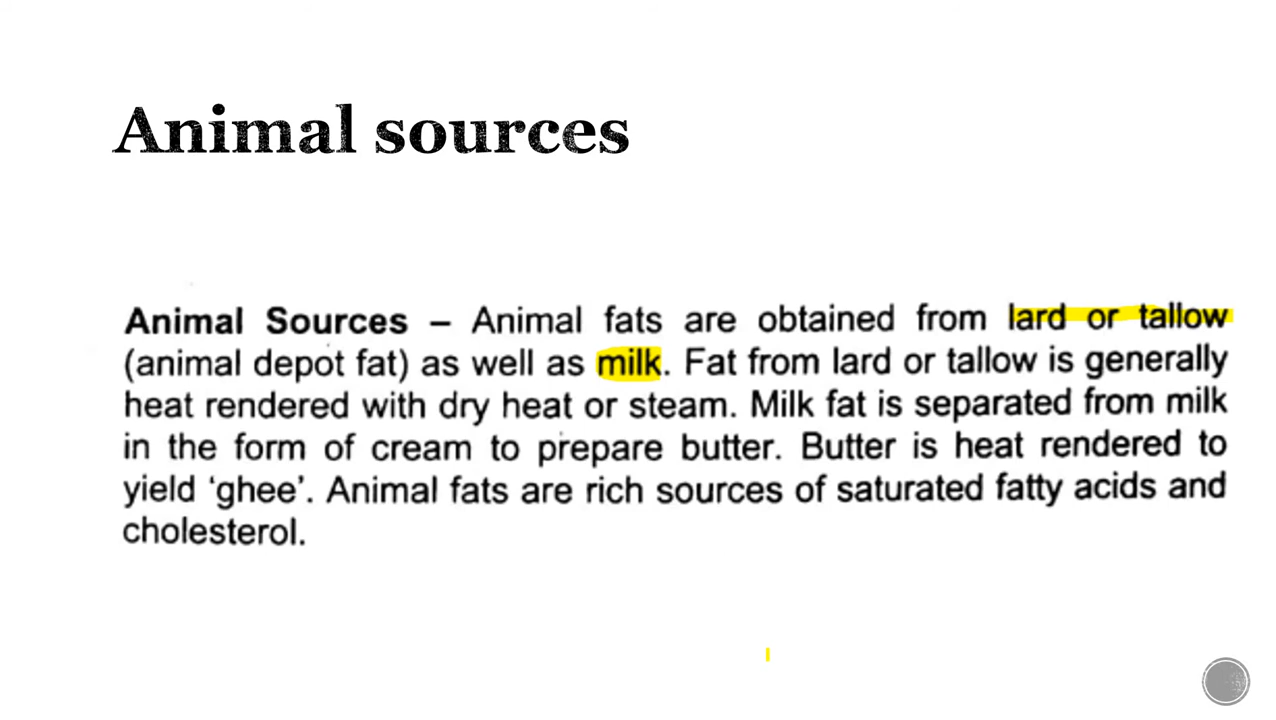 Animal sources
Animal Sources – Animal fats are obtained from lard or tallow
(animal depot fat) as well as milk. Fat from lard or tallow is generally
heat rendered with dry heat or steam. Milk fat is separated from milk
in the form of cream to prepare butter. Butter is heat rendered to
yield ‘ghee’. Animal fats are rich sources of saturated fatty acids and
cholesterol.